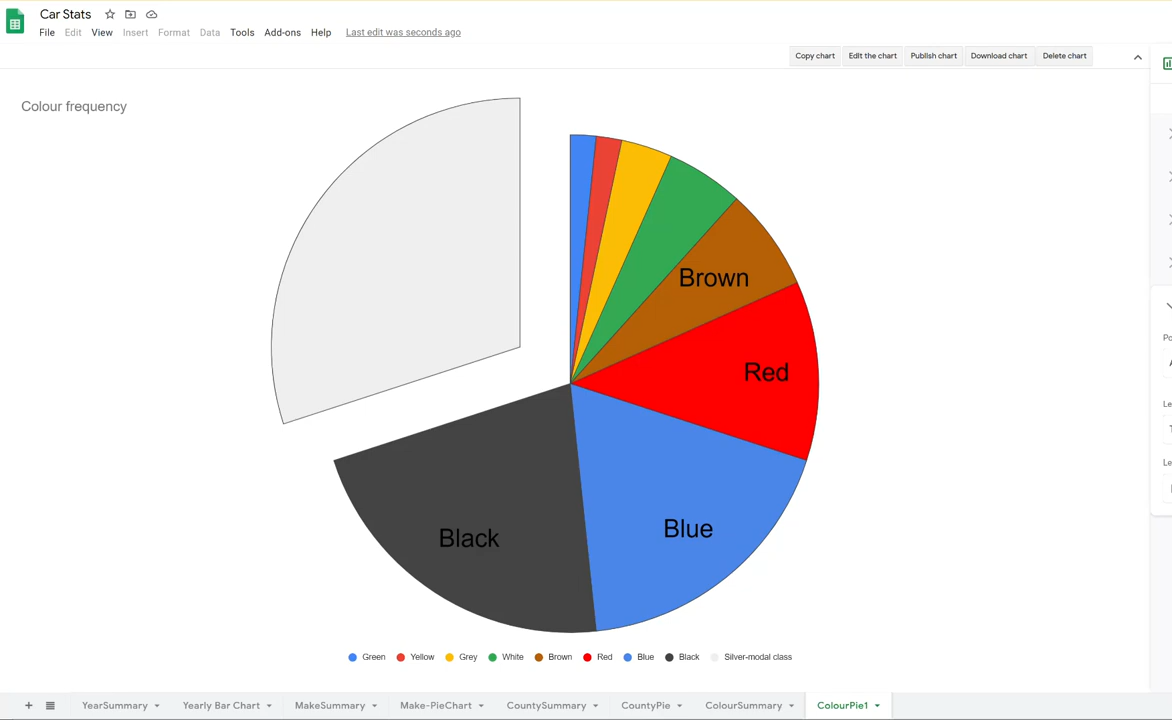 Car Stats
File Edit View Insert Format Data Tools Add-ons Help Last edit was seconds ago
Copy chart Edit the chart Publish chart Download chart Delete chart
Colour frequency
Brown
Red
Blue
Black
Green Yellow Grey White Brown Red Blue Black Silver-modal class
YearSummary Yearly Bar Chart MakeSummary Make-PieChart CountySummary CountyPie ColourSummary ColourPie1